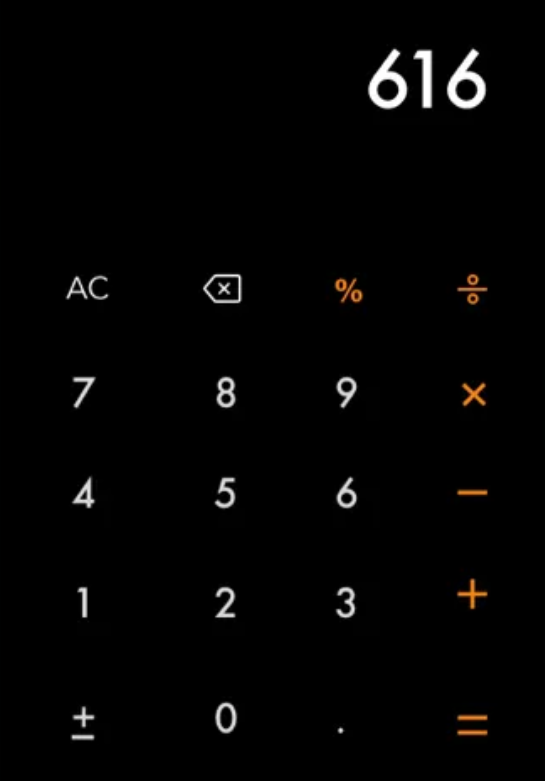 616
AC % ÷
7 8 9 ×
4 5 6 −
1 2 3 +
± 0 . =